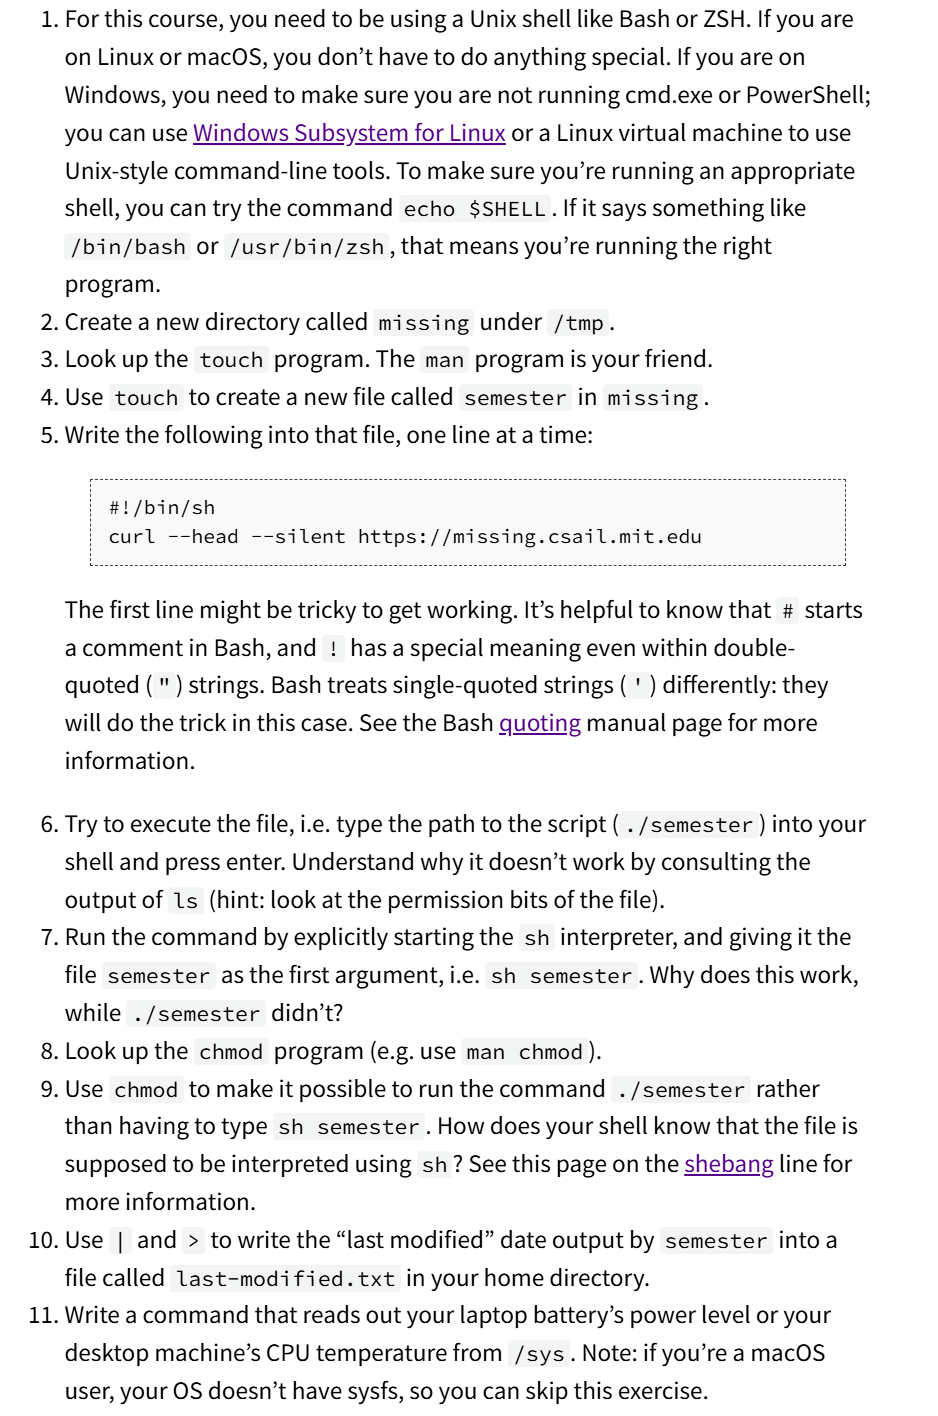 1. For this course, you need to be using a Unix shell like Bash or ZSH. If you are
on Linux or macOS, you don’t have to do anything special. If you are on
Windows, you need to make sure you are not running cmd.exe or PowerShell;
you can use Windows Subsystem for Linux or a Linux virtual machine to use
Unix-style command-line tools. To make sure you’re running an appropriate
shell, you can try the command echo $SHELL. If it says something like
/bin/bash or /usr/bin/zsh, that means you’re running the right
program.
2. Create a new directory called missing under /tmp.
3. Look up the touch program. The man program is your friend.
4. Use touch to create a new file called semester in missing.
5. Write the following into that file, one line at a time:
#!/bin/sh
curl --head --silent https://missing.csail.mit.edu
The first line might be tricky to get working. It’s helpful to know that # starts
a comment in Bash, and ! has a special meaning even within double-
quoted (") strings. Bash treats single-quoted strings (') differently: they
will do the trick in this case. See the Bash quoting manual page for more
information.
6. Try to execute the file, i.e. type the path to the script (./semester) into your
shell and press enter. Understand why it doesn’t work by consulting the
output of ls (hint: look at the permission bits of the file).
7. Run the command by explicitly starting the sh interpreter, and giving it the
file semester as the first argument, i.e. sh semester. Why does this work,
while ./semester didn’t?
8. Look up the chmod program (e.g. use man chmod).
9. Use chmod to make it possible to run the command ./semester rather
than having to type sh semester. How does your shell know that the file is
supposed to be interpreted using sh? See this page on the shebang line for
more information.
10. Use | and > to write the “last modified” date output by semester into a
file called last-modified.txt in your home directory.
11. Write a command that reads out your laptop battery’s power level or your
desktop machine’s CPU temperature from /sys. Note: if you’re a macOS
user, your OS doesn’t have sysfs, so you can skip this exercise.